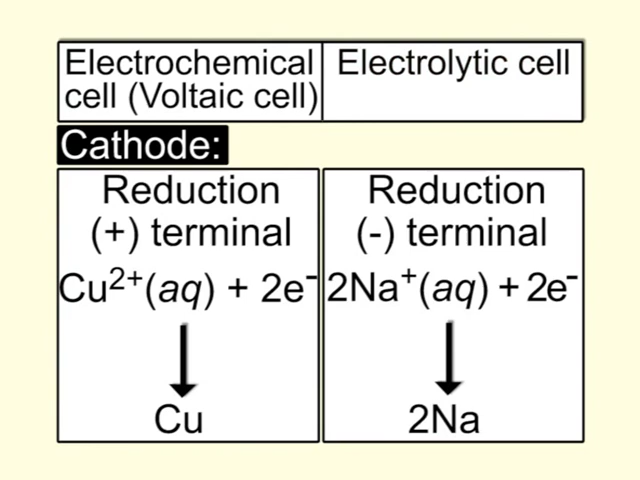 Electrochemical
cell (Voltaic cell)
Electrolytic cell
Cathode:
Reduction
(+) terminal
Cu²⁺(aq) + 2e⁻
Cu
Reduction
(-) terminal
2Na⁺(aq) + 2e⁻
2Na